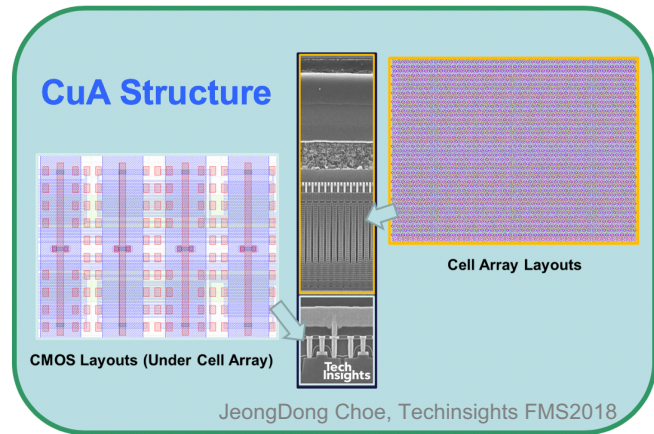 CuA Structure
Cell Array Layouts
CMOS Layouts (Under Cell Array)
Tech
Insights
JeongDong Choe, Techinsights FMS2018